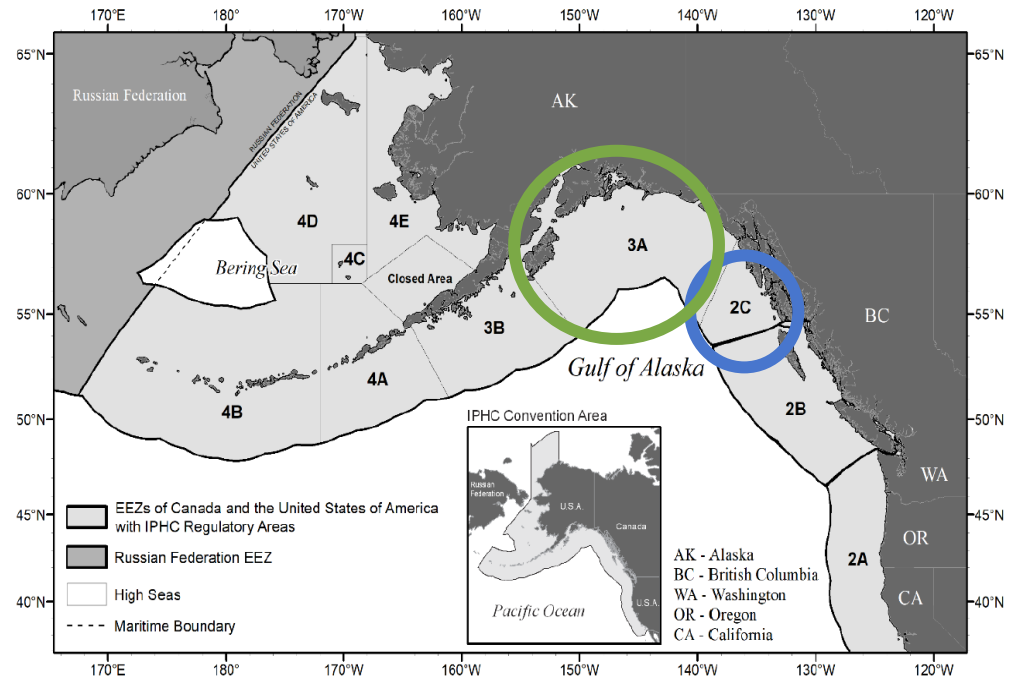 170°E 180° 170°W 160°W 150°W 140°W 130°W 120°W
65°N 65°N
Russian Federation
AK
RUSSIAN FEDERATION
UNITED STATES OF AMERICA
60°N 60°N
4D 4E 3A
4C
Bering Sea
Closed Area
2C
55°N 55°N
3B
BC
Gulf of Alaska
4A
4B
2B
50°N 50°N
IPHC Convention Area
WA
Russian
Federation
U.S.A.
Canada
U.S.A.
Pacific Ocean
EEZs of Canada and the United States of America
with IPHC Regulatory Areas
Russian Federation EEZ
High Seas
Maritime Boundary
45°N 45°N
OR
2A
AK - Alaska
BC - British Columbia
WA - Washington
OR - Oregon
CA - California
CA
40°N 40°N
170°E 180° 170°W 160°W 150°W 140°W 130°W 120°W